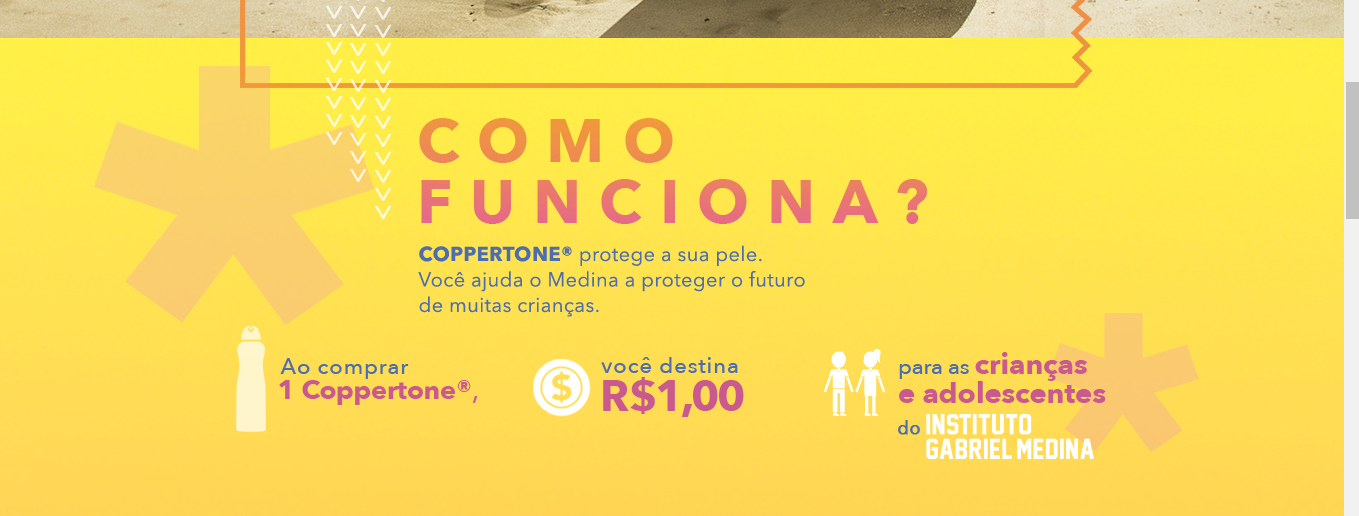 COMO
FUNCIONA?
COPPERTONE® protege a sua pele.
Você ajuda o Medina a proteger o futuro
de muitas crianças.
Ao comprar
1 Coppertone®,
$
você destina
R$1,00
para as crianças
e adolescentes
do INSTITUTO
GABRIEL MEDINA